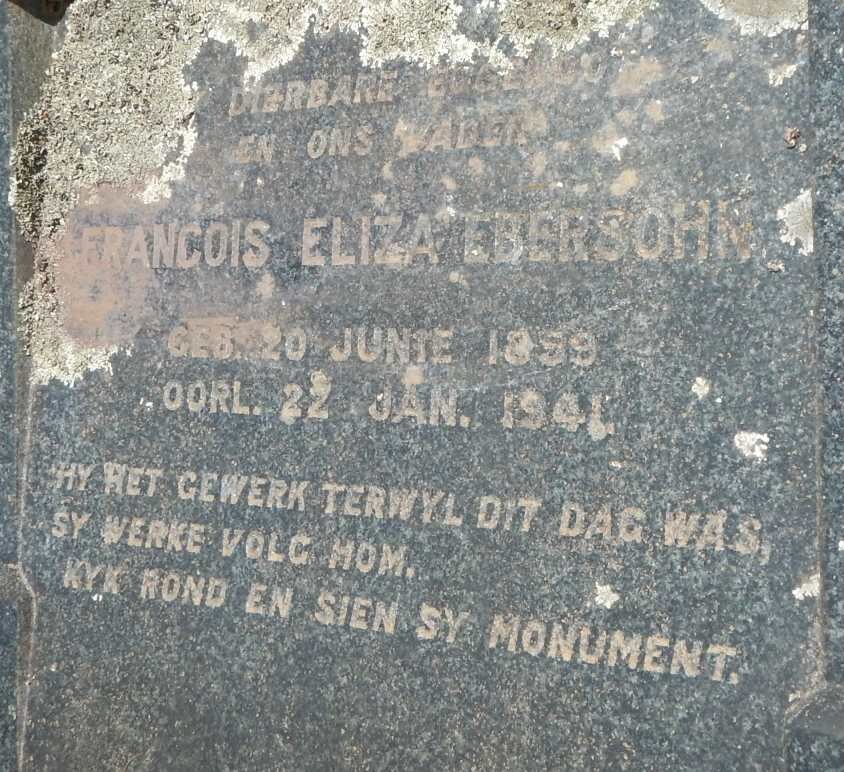 DIERBARE
EN ONS VADER
FRANCOIS ELIZA EBERSOHN
GEB. 20 JUNIE 1899
OORL. 22 JAN. 1941.
HY HET GEWERK TERWYL DIT DAG WAS,
SY WERKE VOLG HOM.
KYK ROND EN SIEN SY MONUMENT.